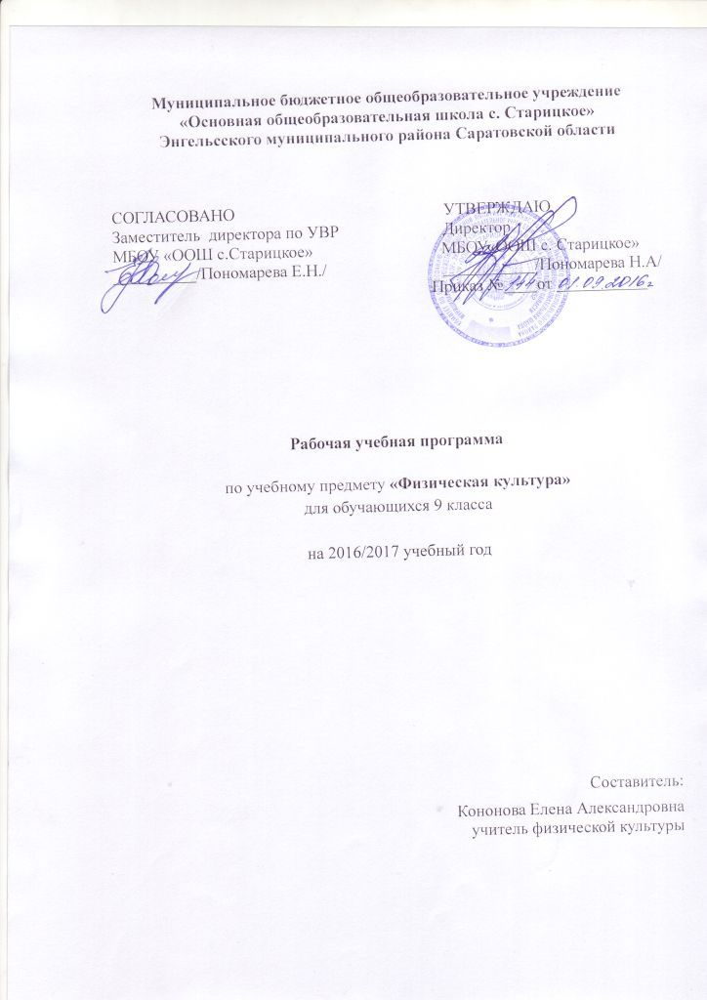 Муниципальное бюджетное общеобразовательное учреждение
«Основная общеобразовательная школа с. Старицкое»
Энгельсского муниципального района Саратовской области
СОГЛАСОВАНО
Заместитель директора по УВР
МБОУ «ООШ с.Старицкое»
/Пономарева Е.Н./
УТВЕРЖДАЮ
Директор
МБОУ «ООШ с. Старицкое»
/Пономарева Н.А/
Приказ № 144 от 01.09.2016г
Рабочая учебная программа
по учебному предмету «Физическая культура»
для обучающихся 9 класса
на 2016/2017 учебный год
Составитель:
Кононова Елена Александровна
учитель физической культуры